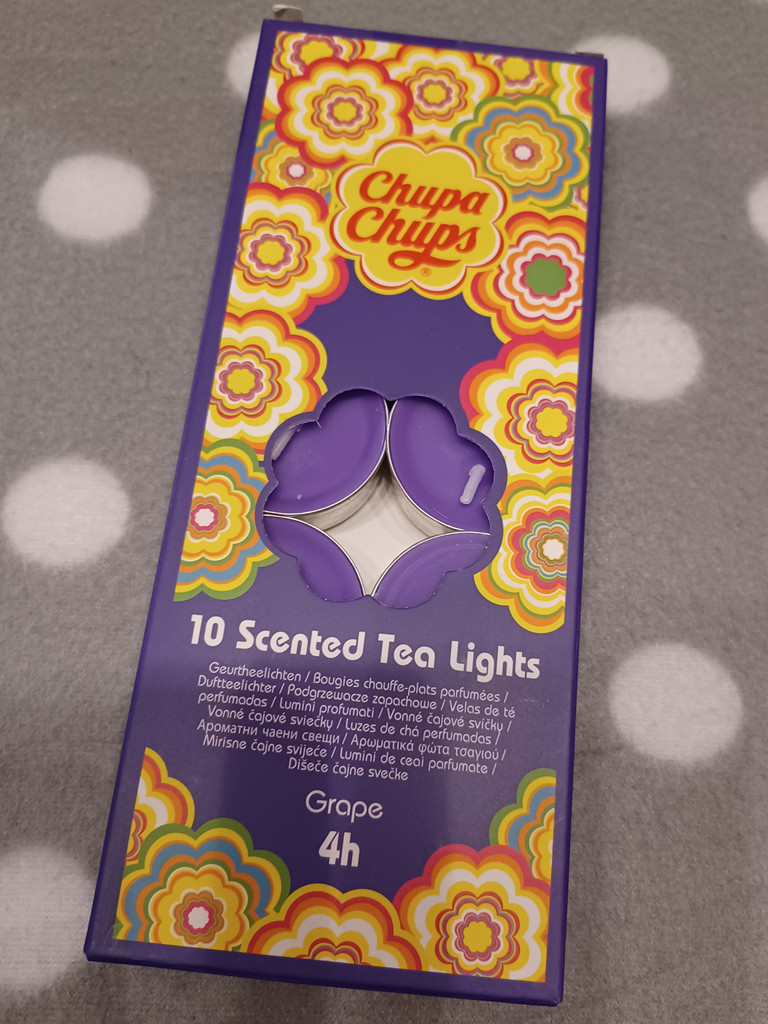 Chupa
Chups
®
10 Scented Tea Lights
Geurtheelichten / Bougies chauffe-plats parfumées /
Duftteelichter / Podgrzewacze zapachowe / Velas de té
perfumadas / Lumini profumati / Vonné čajové svíčky /
Vonné čajové sviečky / Luzes de chá perfumadas /
Ароматни чаени свещи / Αρωματικά φώτα τσαγιού /
Mirisne čajne svijeće / Lumini de ceai parfumate /
Dišeče čajne svečke
Grape
4h